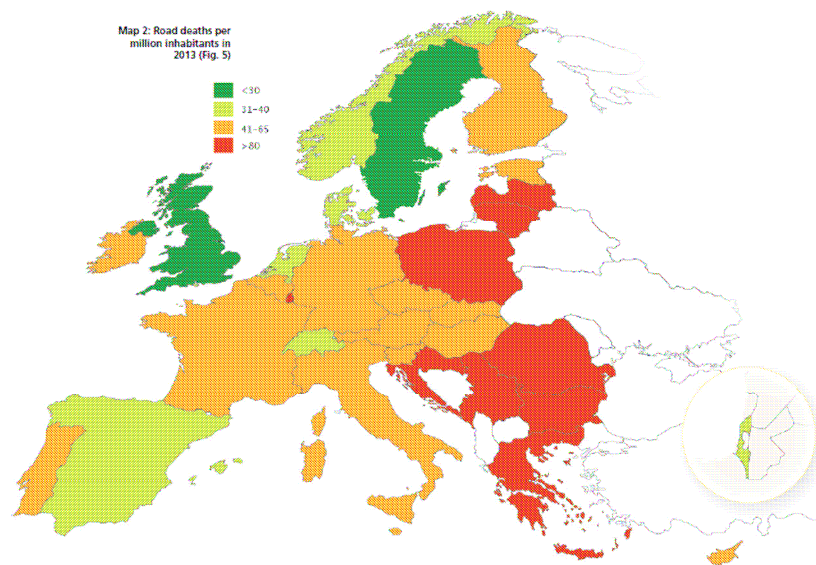 Map 2: Road deaths per
million inhabitants in
2013 (Fig. 5)
<30
31-40
41-65
>80